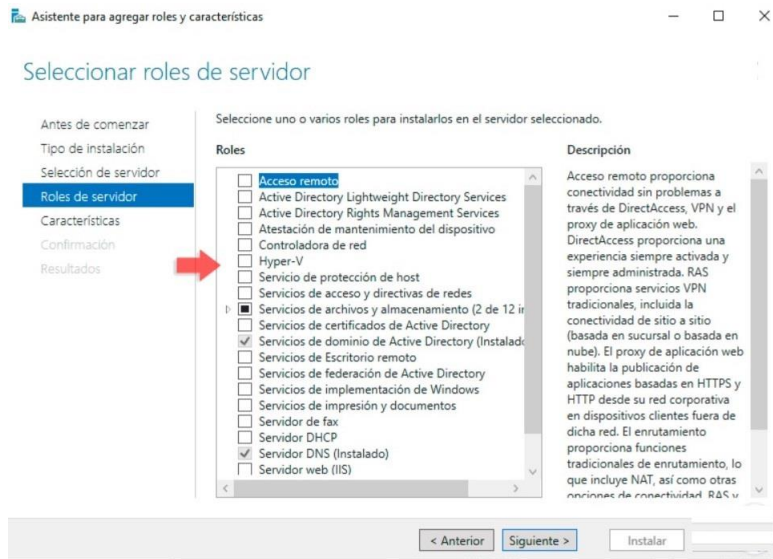 Asistente para agregar roles y características
Seleccionar roles de servidor
Antes de comenzar
Tipo de instalación
Selección de servidor
Roles de servidor
Características
Confirmación
Resultados
Seleccione uno o varios roles para instalarlos en el servidor seleccionado.
Roles
Acceso remoto
Active Directory Lightweight Directory Services
Active Directory Rights Management Services
Atestación de mantenimiento del dispositivo
Controladora de red
Hyper-V
Servicio de protección de host
Servicios de acceso y directivas de redes
Servicios de archivos y almacenamiento (2 de 12 in
Servicios de certificados de Active Directory
Servicios de dominio de Active Directory (Instalado
Servicios de Escritorio remoto
Servicios de federación de Active Directory
Servicios de implementación de Windows
Servicios de impresión y documentos
Servidor de fax
Servidor DHCP
Servidor DNS (Instalado)
Servidor web (IIS)
Descripción
Acceso remoto proporciona
conectividad sin problemas a
través de DirectAccess, VPN y el
proxy de aplicación web.
DirectAccess proporciona una
experiencia siempre activada y
siempre administrada. RAS
proporciona servicios VPN
tradicionales, incluida la
conectividad de sitio a sitio
(basada en sucursal o basada en
nube). El proxy de aplicación web
habilita la publicación de
aplicaciones basadas en HTTPS y
HTTP desde su red corporativa
en dispositivos clientes fuera de
dicha red. El enrutamiento
proporciona funciones
tradicionales de enrutamiento, lo
que incluye NAT, así como otras
opciones de conectividad. RAS y
< Anterior
Siguiente >
Instalar